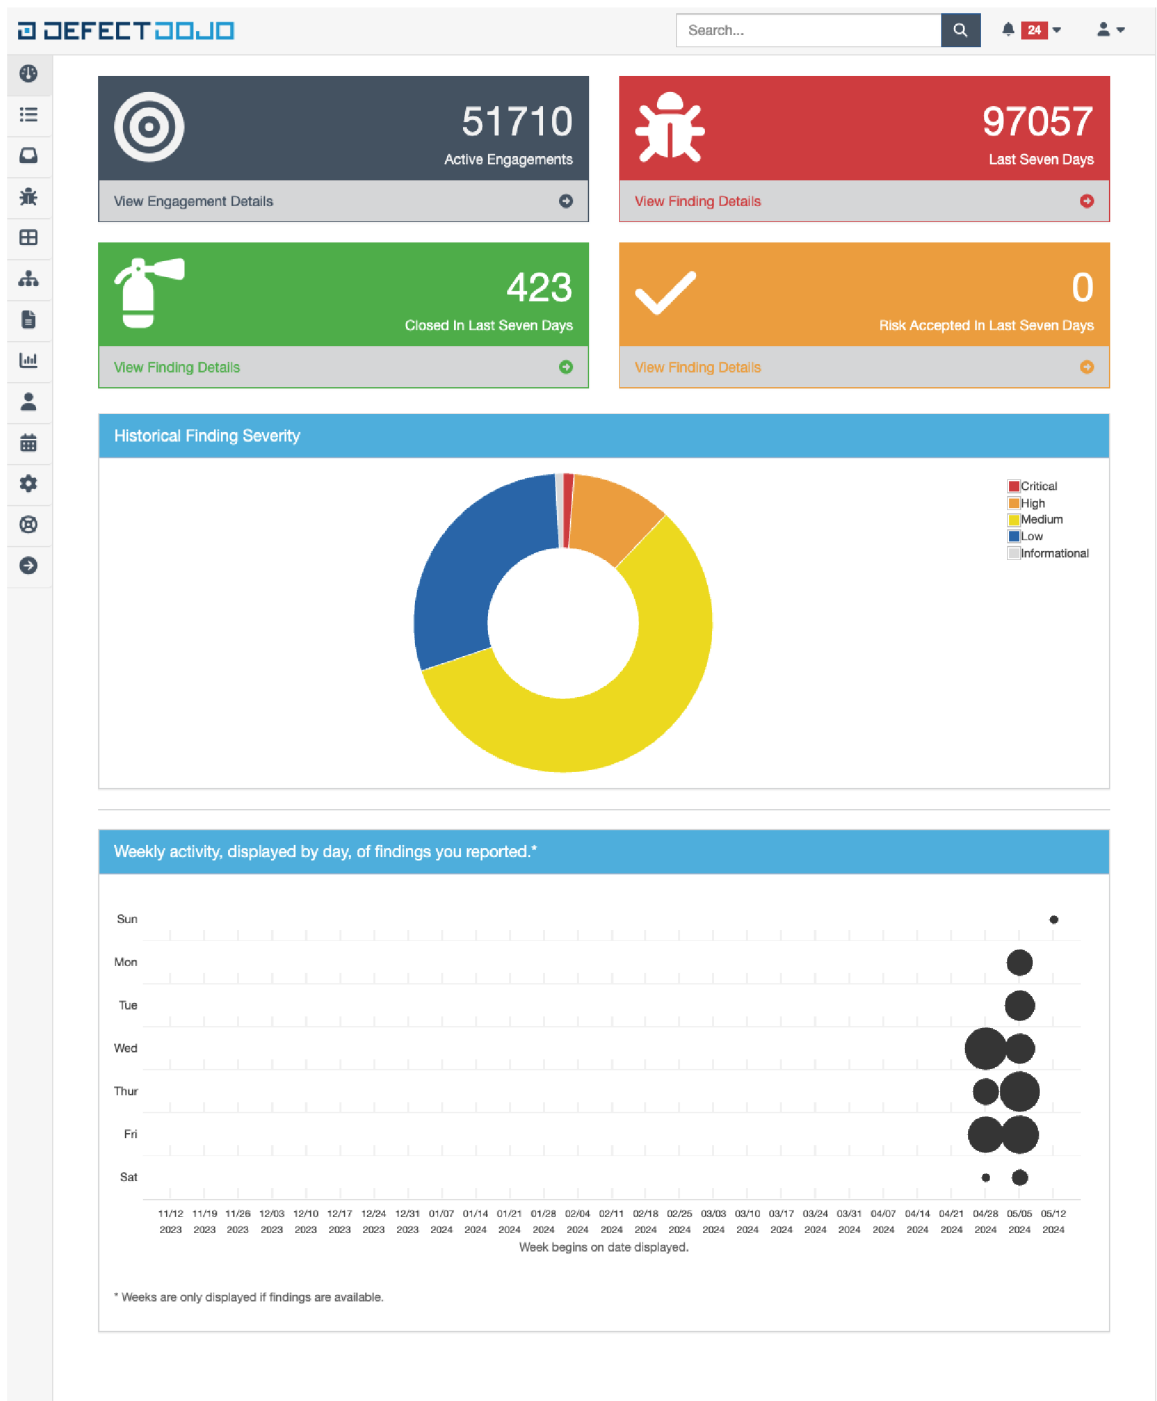 DEFECTDOJO
Search...
24
51710
Active Engagements
View Engagement Details
97057
Last Seven Days
View Finding Details
423
Closed In Last Seven Days
View Finding Details
0
Risk Accepted In Last Seven Days
View Finding Details
Historical Finding Severity
Critical
High
Medium
Low
Informational
Weekly activity, displayed by day, of findings you reported.*
Sun
Mon
Tue
Wed
Thur
Fri
Sat
11/12 11/19 11/26 12/03 12/10 12/17 12/24 12/31 01/07 01/14 01/21 01/28 02/04 02/11 02/18 02/25 03/03 03/10 03/17 03/24 03/31 04/07 04/14 04/21 04/28 05/05 05/12
2023 2023 2023 2023 2023 2023 2023 2023 2024 2024 2024 2024 2024 2024 2024 2024 2024 2024 2024 2024 2024 2024 2024 2024 2024 2024 2024
Week begins on date displayed.
* Weeks are only displayed if findings are available.